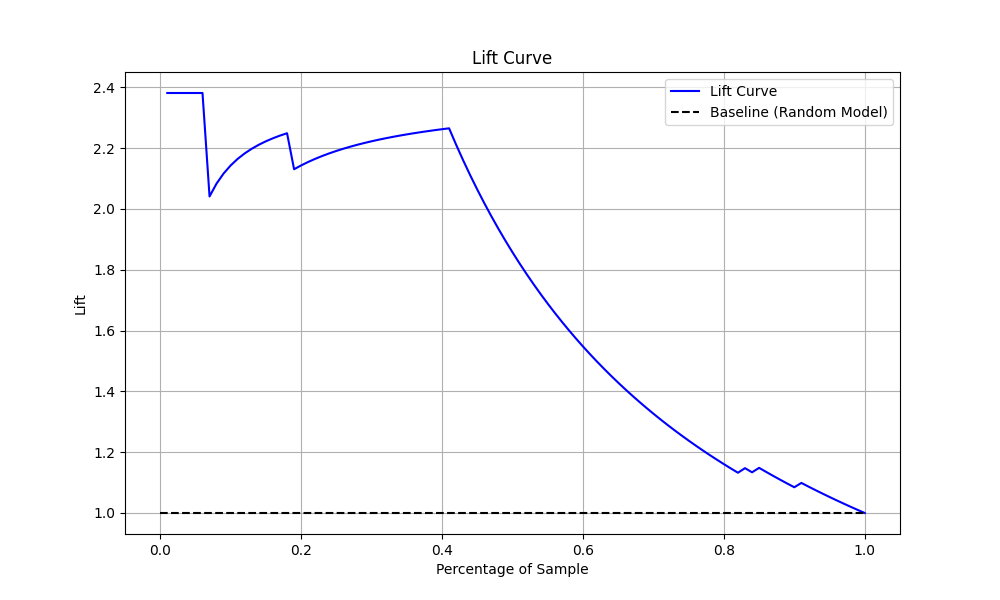 Lift Curve
Lift Curve
Baseline (Random Model)
2.4
2.2
2.0
1.8
1.6
1.4
1.2
1.0
Lift
0.0 0.2 0.4 0.6 0.8 1.0
Percentage of Sample